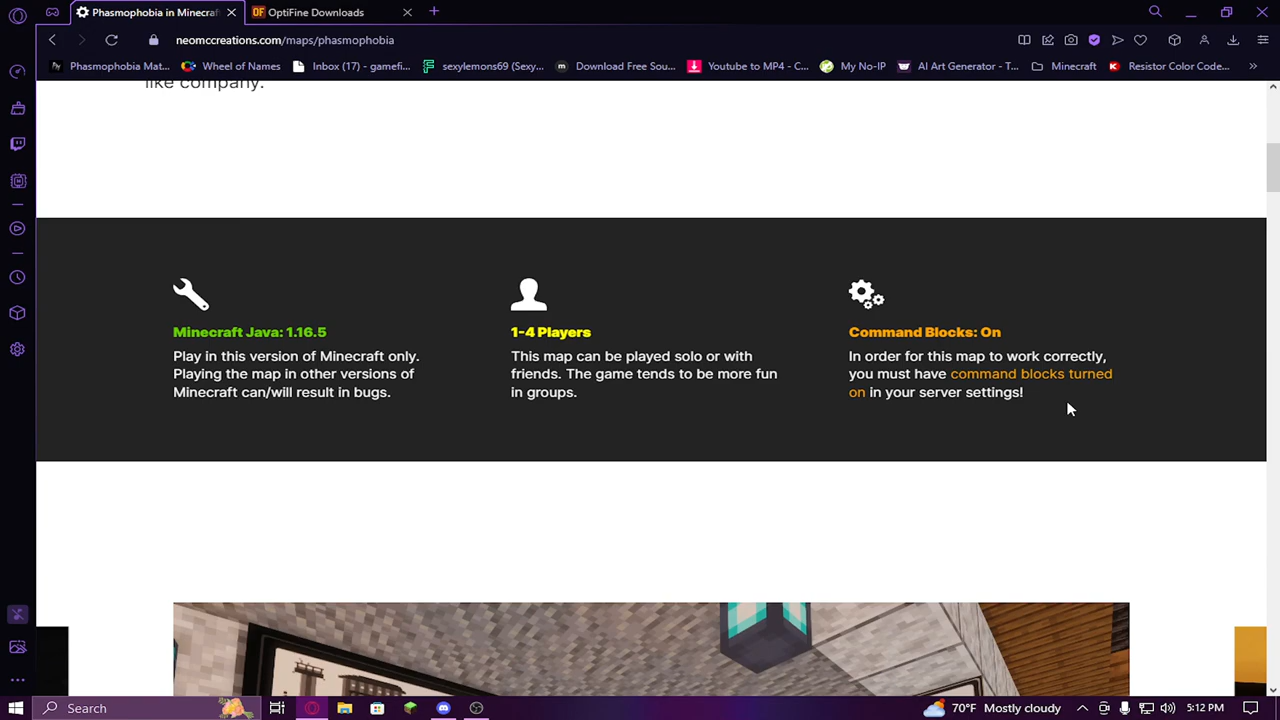 Phasmophobia in Minecraf
OptiFine Downloads
neomccreations.com/maps/phasmophobia
Phasmophobia Mat...
Wheel of Names
Inbox (17) - gamefi...
sexylemons69 (Sexy...
Download Free Sou...
Youtube to MP4 - C...
My No-IP
AI Art Generator - T...
Minecraft
Resistor Color Code...
like company.
Minecraft Java: 1.16.5
Play in this version of Minecraft only.
Playing the map in other versions of
Minecraft can/will result in bugs.
1-4 Players
This map can be played solo or with
friends. The game tends to be more fun
in groups.
Command Blocks: On
In order for this map to work correctly,
you must have command blocks turned
on in your server settings!
Search
70°F Mostly cloudy
5:12 PM